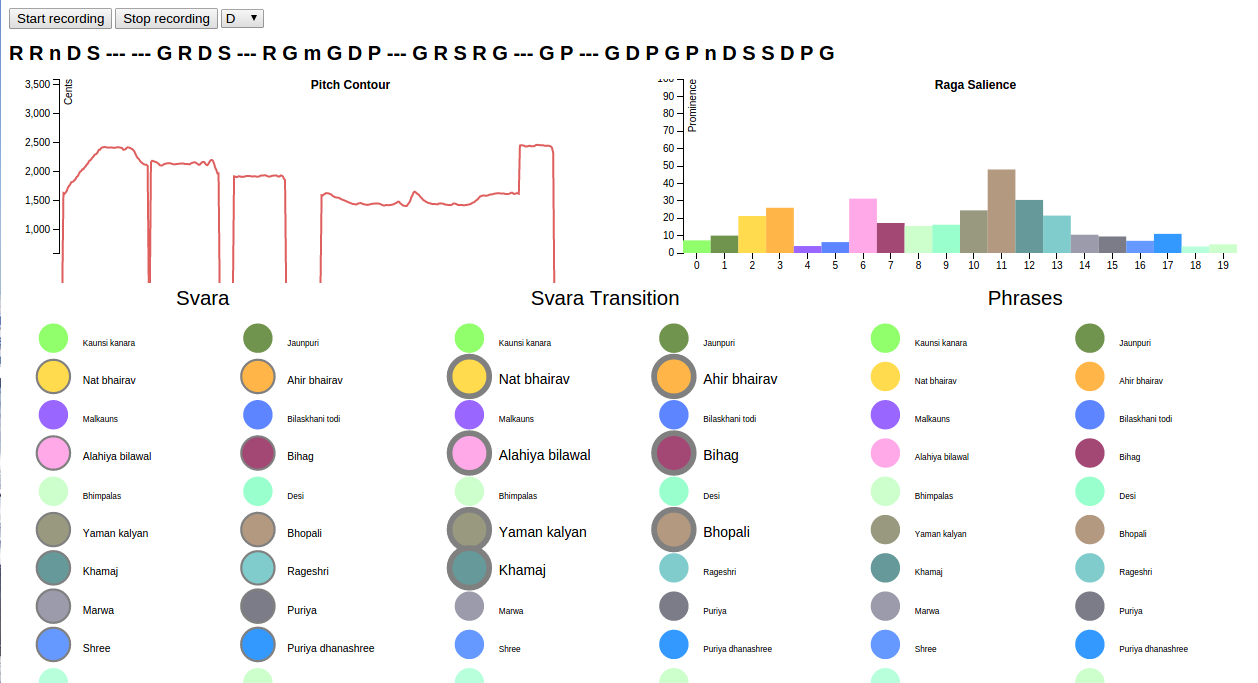 Start recording Stop recording D ▼
R R n D S --- --- G R D S --- R G m G D P --- G R S R G --- G P --- G D P G P n D S S D P G
Pitch Contour
Cents
3,500
3,000
2,500
2,000
1,500
1,000
Raga Salience
Prominence
100
90
80
70
60
50
40
30
20
10
0
0 1 2 3 4 5 6 7 8 9 10 11 12 13 14 15 16 17 18 19
Svara Svara Transition Phrases
Kaunsi kanara Jaunpuri Kaunsi kanara Jaunpuri Kaunsi kanara Jaunpuri
Nat bhairav Ahir bhairav Nat bhairav Ahir bhairav Nat bhairav Ahir bhairav
Malkauns Bilaskhani todi Malkauns Bilaskhani todi Malkauns Bilaskhani todi
Alahiya bilawal Bihag Alahiya bilawal Bihag Alahiya bilawal Bihag
Bhimpalas Desi Bhimpalas Desi Bhimpalas Desi
Yaman kalyan Bhopali Yaman kalyan Bhopali Yaman kalyan Bhopali
Khamaj Rageshri Khamaj Rageshri Khamaj Rageshri
Marwa Puriya Marwa Puriya Marwa Puriya
Shree Puriya dhanashree Shree Puriya dhanashree Shree Puriya dhanashree